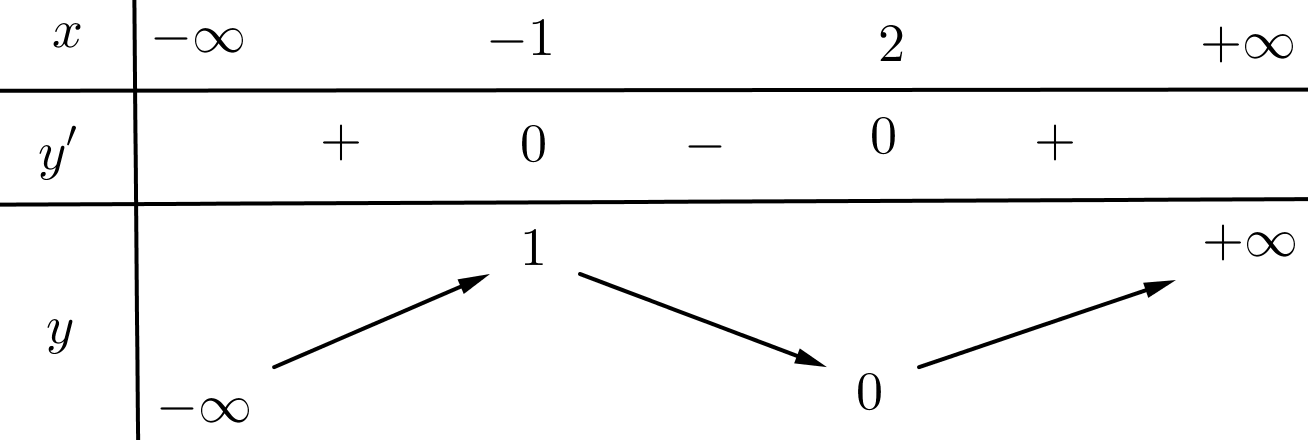 x −∞ −1 2 +∞
y′ + 0 − 0 +
1 +∞
y
−∞ 0